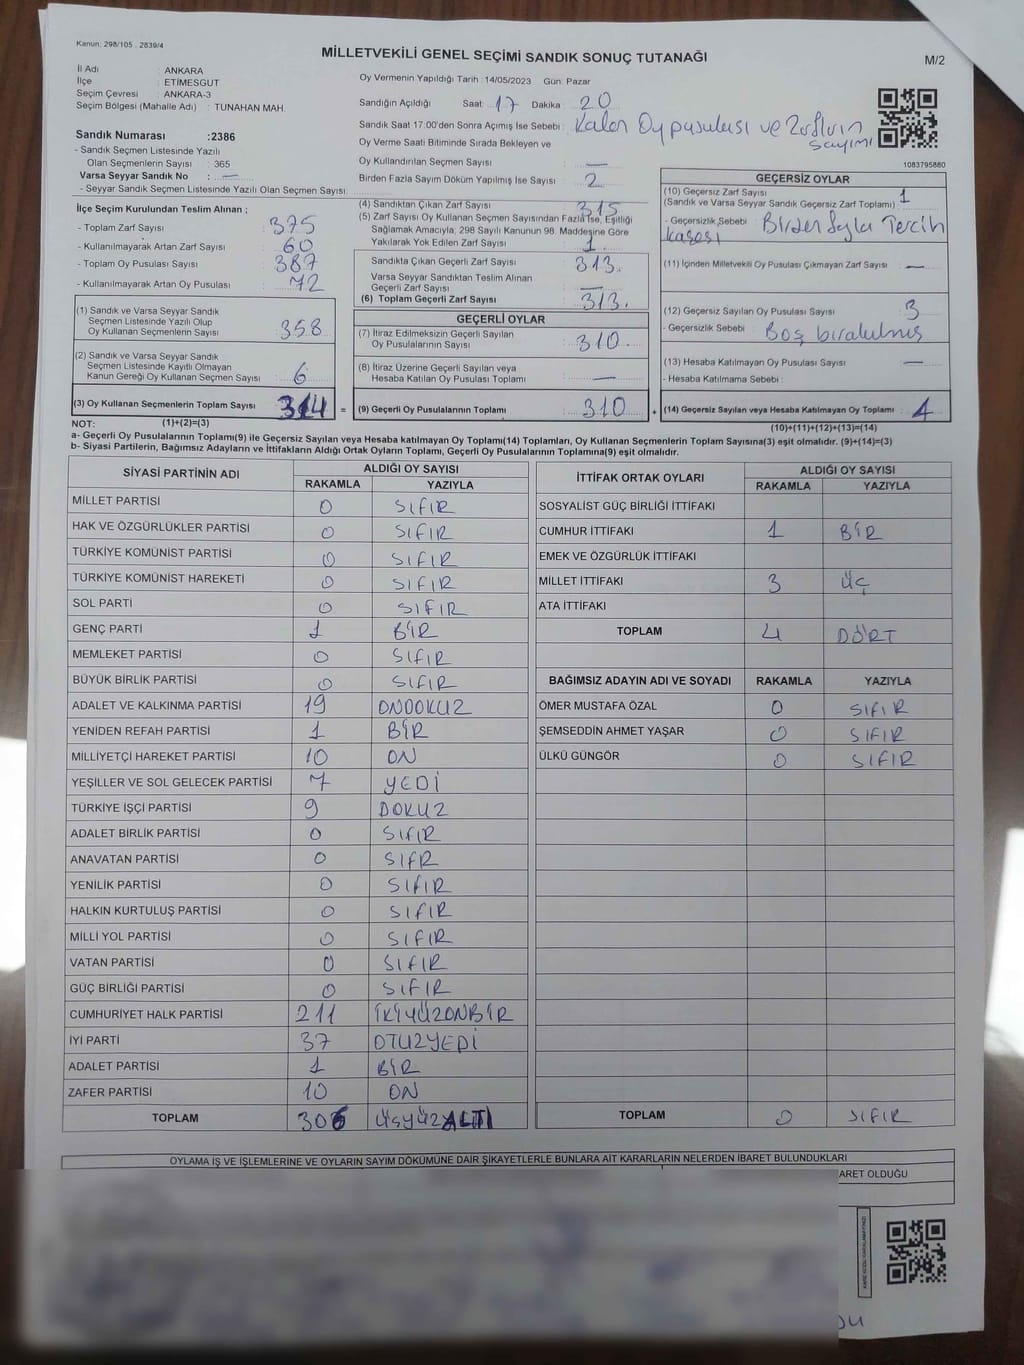 Kanun: 298/105 . 2839/4
MİLLETVEKİLİ GENEL SEÇİMİ SANDIK SONUÇ TUTANAĞI
M/2
İl Adı : ANKARA
İlçe : ETİMESGUT
Seçim Çevresi : ANKARA-3
Seçim Bölgesi (Mahalle Adı) : TUNAHAN MAH.
Sandık Numarası :2386
- Sandık Seçmen Listesinde Yazılı
Olan Seçmenlerin Sayısı : 365
Varsa Seyyar Sandık No : —
- Seyyar Sandık Seçmen Listesinde Yazılı Olan Seçmen Sayısı:
Oy Vermenin Yapıldığı Tarih :14/05/2023 Gün: Pazar
Sandığın Açıldığı Saat: 17 Dakika : 20
Sandık Saat 17:00'den Sonra Açımış İse Sebebi : Kalan Oy pusulası ve Zarfların
sayımı
Oy Verme Saati Bitiminde Sırada Bekleyen ve
Oy Kullandırılan Seçmen Sayısı : —
Birden Fazla Sayım Döküm Yapılmış İse Sayısı : 2
1083795880
İlçe Seçim Kurulundan Teslim Alınan ;
- Toplam Zarf Sayısı : 375
- Kullanılmayarak Artan Zarf Sayısı : 60
- Toplam Oy Pusulası Sayısı : 387
- Kullanılmayarak Artan Oy Pusulası : 72
(1) Sandık ve Varsa Seyyar Sandık
Seçmen Listesinde Yazılı Olup
Oy Kullanan Seçmenlerin Sayısı : 358
(2) Sandık ve Varsa Seyyar Sandık
Seçmen Listesinde Kayıtlı Olmayan
Kanun Gereği Oy Kullanan Seçmen Sayısı : 6
(3) Oy Kullanan Seçmenlerin Toplam Sayısı 314 =
(4) Sandıktan Çıkan Zarf Sayısı : 315
(5) Zarf Sayısı Oy Kullanan Seçmen Sayısından Fazla İse, Eşitliği
Sağlamak Amacıyla; 298 Sayılı Kanunun 98. Maddesine Göre
Yakılarak Yok Edilen Zarf Sayısı : 1
Sandıkta Çıkan Geçerli Zarf Sayısı : 313.
Varsa Seyyar Sandıktan Teslim Alınan
Geçerli Zarf Sayısı : —
(6) Toplam Geçerli Zarf Sayısı : 313.
GEÇERLİ OYLAR
(7) İtiraz Edilmeksizin Geçerli Sayılan
Oy Pusulalarının Sayısı : 310
(8) İtiraz Üzerine Geçerli Sayılan veya
Hesaba Katılan Oy Pusulası Toplamı : —
(9) Geçerli Oy Pusulalarının Toplamı : 310 +
GEÇERSİZ OYLAR
(10) Geçersiz Zarf Sayısı : 1
(Sandık ve Varsa Seyyar Sandık Geçersiz Zarf Toplamı)
- Geçersizlik Sebebi : Birden fazla Tercih
kaşesi
(11) İçinden Milletvekili Oy Pusulası Çıkmayan Zarf Sayısı : —
(12) Geçersiz Sayılan Oy Pusulası Sayısı : 3
- Geçersizlik Sebebi : Boş bırakılmış
(13) Hesaba Katılmayan Oy Pusulası Sayısı : —
- Hesaba Katılmama Sebebi :
(14) Geçersiz Sayılan veya Hesaba Katılmayan Oy Toplamı : 4
NOT: (1)+(2)=(3)
(10)+(11)+(12)+(13)=(14)
a- Geçerli Oy Pusulalarının Toplamı(9) ile Geçersiz Sayılan veya Hesaba katılmayan Oy Toplamı(14) Toplamları, Oy Kullanan Seçmenlerin Toplam Sayısına(3) eşit olmalıdır. (9)+(14)=(3)
b- Siyasi Partilerin, Bağımsız Adayların ve İttifakların Aldığı Ortak Oyların Toplamı, Geçerli Oy Pusulalarının Toplamına(9) eşit olmalıdır.
SİYASİ PARTİNİN ADI ALDIĞI OY SAYISI
RAKAMLA YAZIYLA
MİLLET PARTİSİ 0 SIFIR
HAK VE ÖZGÜRLÜKLER PARTİSİ 0 SIFIR
TÜRKİYE KOMÜNİST PARTİSİ 0 SIFIR
TÜRKİYE KOMÜNİST HAREKETİ 0 SIFIR
SOL PARTİ 0 SIFIR
GENÇ PARTİ 1 BİR
MEMLEKET PARTİSİ 0 SIFIR
BÜYÜK BİRLİK PARTİSİ 0 SIFIR
ADALET VE KALKINMA PARTİSİ 19 ONDOKUZ
YENİDEN REFAH PARTİSİ 1 BİR
MİLLİYETÇİ HAREKET PARTİSİ 10 ON
YEŞİLLER VE SOL GELECEK PARTİSİ 7 YEDİ
TÜRKİYE İŞÇİ PARTİSİ 9 DOKUZ
ADALET BİRLİK PARTİSİ 0 SIFIR
ANAVATAN PARTİSİ 0 SIFR
YENİLİK PARTİSİ 0 SIFIR
HALKIN KURTULUŞ PARTİSİ 0 SIFIR
MİLLİ YOL PARTİSİ 0 SIFIR
VATAN PARTİSİ 0 SIFIR
GÜÇ BİRLİĞİ PARTİSİ 0 SIFIR
CUMHURİYET HALK PARTİSİ 211 İKİYÜZONBİR
İYİ PARTİ 37 OTUZYEDİ
ADALET PARTİSİ 1 BİR
ZAFER PARTİSİ 10 ON
TOPLAM 306 ÜÇYÜZALTI
İTTİFAK ORTAK OYLARI ALDIĞI OY SAYISI
RAKAMLA YAZIYLA
SOSYALİST GÜÇ BİRLİĞİ İTTİFAKI
CUMHUR İTTİFAKI 1 BİR
EMEK VE ÖZGÜRLÜK İTTİFAKI
MİLLET İTTİFAKI 3 ÜÇ
ATA İTTİFAKI
TOPLAM 4 DÖRT
BAĞIMSIZ ADAYIN ADI VE SOYADI RAKAMLA YAZIYLA
ÖMER MUSTAFA ÖZAL 0 SIFIR
ŞEMSEDDİN AHMET YAŞAR 0 SIFIR
ÜLKÜ GÜNGÖR 0 SIFIR
TOPLAM 0 SIFIR
OYLAMA İŞ VE İŞLEMLERİNE VE OYLARIN SAYIM DÖKÜMÜNE DAİR ŞİKAYETLERLE BUNLARA AİT KARARLARIN NELERDEN İBARET BULUNDUKLARI
ARET OLDUĞU